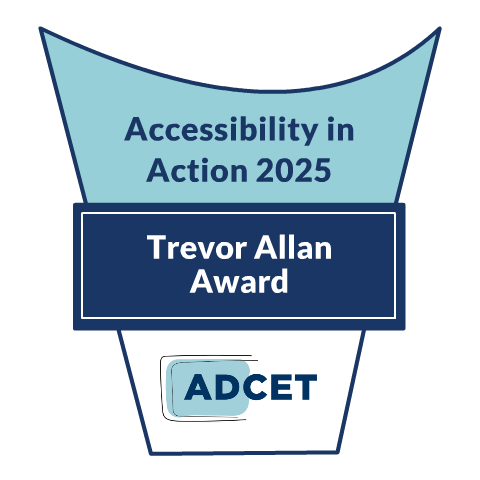 Accessibility in
Action 2025
Trevor Allan
Award
ADCET